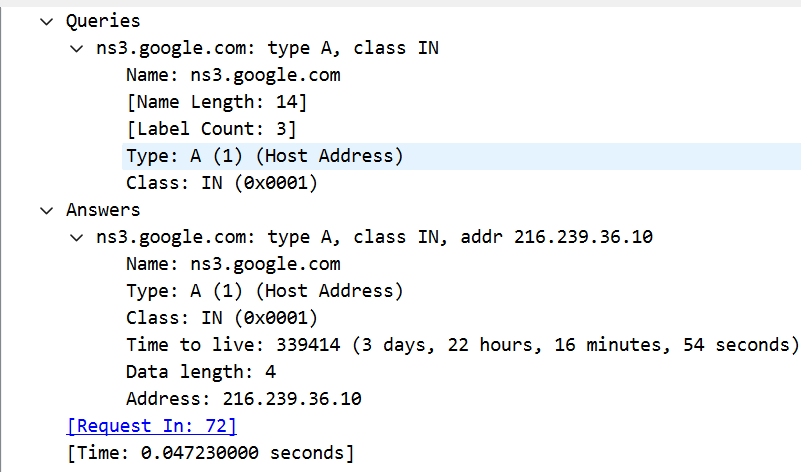 Queries
ns3.google.com: type A, class IN
Name: ns3.google.com
[Name Length: 14]
[Label Count: 3]
Type: A (1) (Host Address)
Class: IN (0x0001)
Answers
ns3.google.com: type A, class IN, addr 216.239.36.10
Name: ns3.google.com
Type: A (1) (Host Address)
Class: IN (0x0001)
Time to live: 339414 (3 days, 22 hours, 16 minutes, 54 seconds)
Data length: 4
Address: 216.239.36.10
[Request In: 72]
[Time: 0.047230000 seconds]